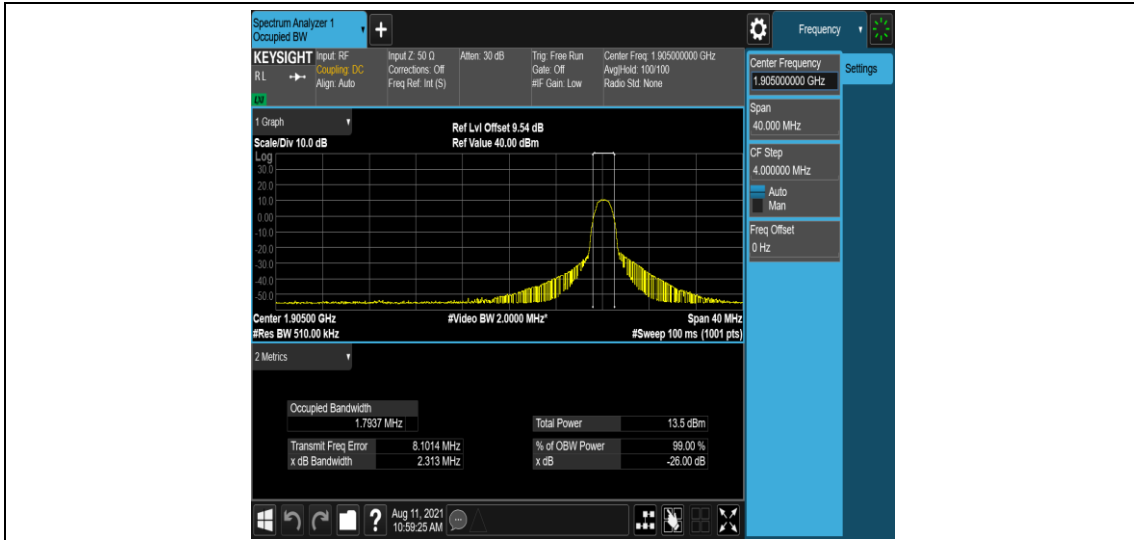 Spectrum Analyzer 1
Occupied BW
Frequency
KEYSIGHT
RL
LXI
Input: RF
Coupling: DC
Align: Auto
Input Z: 50 Ω
Corrections: Off
Freq Ref: Int (S)
Atten: 30 dB
Trig: Free Run
Gate: Off
#IF Gain: Low
Center Freq: 1.905000000 GHz
Avg|Hold: 100/100
Radio Std: None
Center Frequency
1.905000000 GHz
Settings
Span
40.000 MHz
CF Step
4.000000 MHz
Auto
Man
Freq Offset
0 Hz
1 Graph
Ref Lvl Offset 9.54 dB
Scale/Div 10.0 dB
Ref Value 40.00 dBm
Log
30.0
20.0
10.0
0.00
-10.0
-20.0
-30.0
-40.0
-50.0
Center 1.90500 GHz
#Video BW 2.0000 MHz*
Span 40 MHz
#Res BW 510.00 kHz
#Sweep 100 ms (1001 pts)
2 Metrics
Occupied Bandwidth
1.7937 MHz
Total Power 13.5 dBm
Transmit Freq Error 8.1014 MHz
% of OBW Power 99.00 %
x dB Bandwidth 2.313 MHz
x dB -26.00 dB
?
Aug 11, 2021
10:59:25 AM